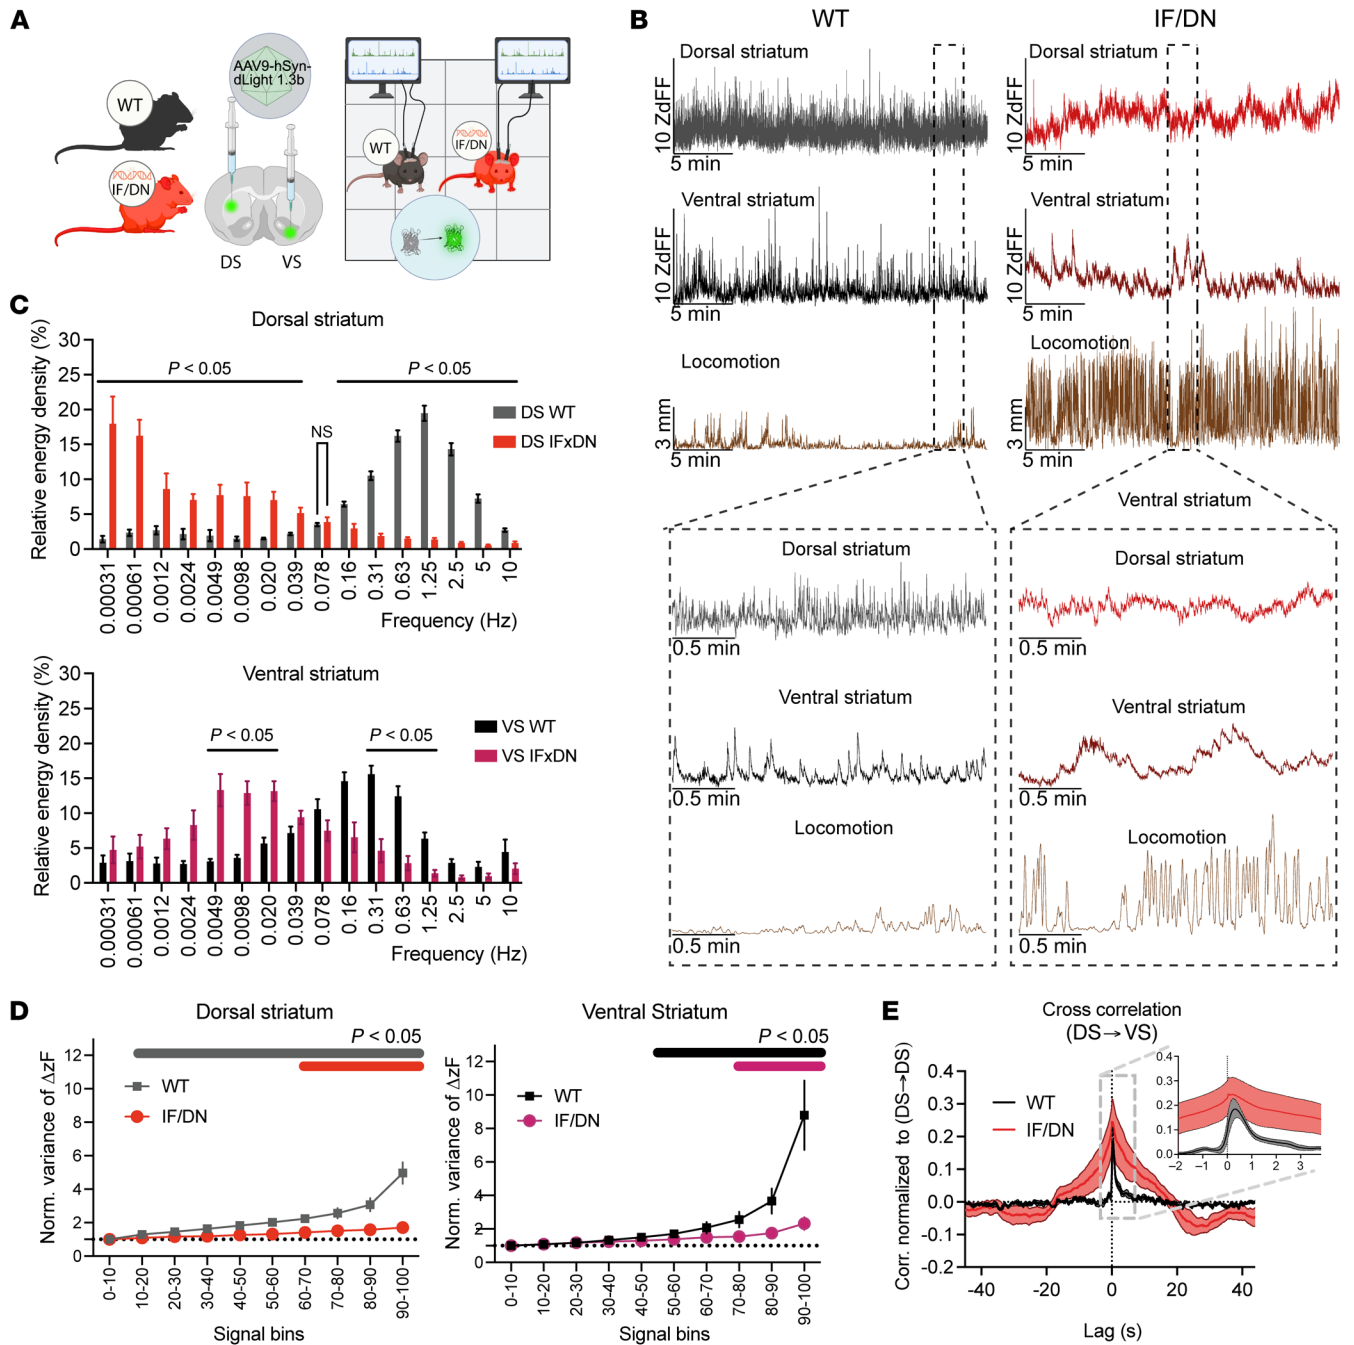 A
AAV9-hSyn-
dLight 1.3b
WT
IF/DN
DS
VS
WT
IF/DN
B
WT
IF/DN
Dorsal striatum
10 ZdFF
5 min
Dorsal striatum
10 ZdFF
5 min
Ventral striatum
10 ZdFF
5 min
Ventral striatum
10 ZdFF
5 min
Locomotion
3 mm
5 min
Locomotion
3 mm
5 min
Ventral striatum
Dorsal striatum
0.5 min
Ventral striatum
0.5 min
Locomotion
0.5 min
Dorsal striatum
0.5 min
Ventral striatum
0.5 min
Locomotion
0.5 min
C
Dorsal striatum
Relative energy density (%)
30
25
20
15
10
5
0
P < 0.05
NS
P < 0.05
DS WT
DS IFxDN
0.00031
0.00061
0.0012
0.0024
0.0049
0.0098
0.020
0.039
0.078
0.16
0.31
0.63
1.25
2.5
5
10
Frequency (Hz)
Ventral striatum
Relative energy density (%)
30
25
20
15
10
5
0
P < 0.05
P < 0.05
VS WT
VS IFxDN
0.00031
0.00061
0.0012
0.0024
0.0049
0.0098
0.020
0.039
0.078
0.16
0.31
0.63
1.25
2.5
5
10
Frequency (Hz)
D
Dorsal striatum
P < 0.05
Norm. variance of ΔzF
12
10
8
6
4
2
0
WT
IF/DN
0-10
10-20
20-30
30-40
40-50
50-60
60-70
70-80
80-90
90-100
Signal bins
Ventral Striatum
P < 0.05
Norm. variance of ΔzF
12
10
8
6
4
2
0
WT
IF/DN
0-10
10-20
20-30
30-40
40-50
50-60
60-70
70-80
80-90
90-100
Signal bins
E
Cross correlation
(DS→VS)
Corr. normalized to (DS→DS)
0.4
0.3
0.2
0.1
0.0
-0.1
-0.2
WT
IF/DN
-40
-20
0
20
40
Lag (s)
0.4
0.3
0.2
0.1
0.0
-2
-1
0
1
2
3